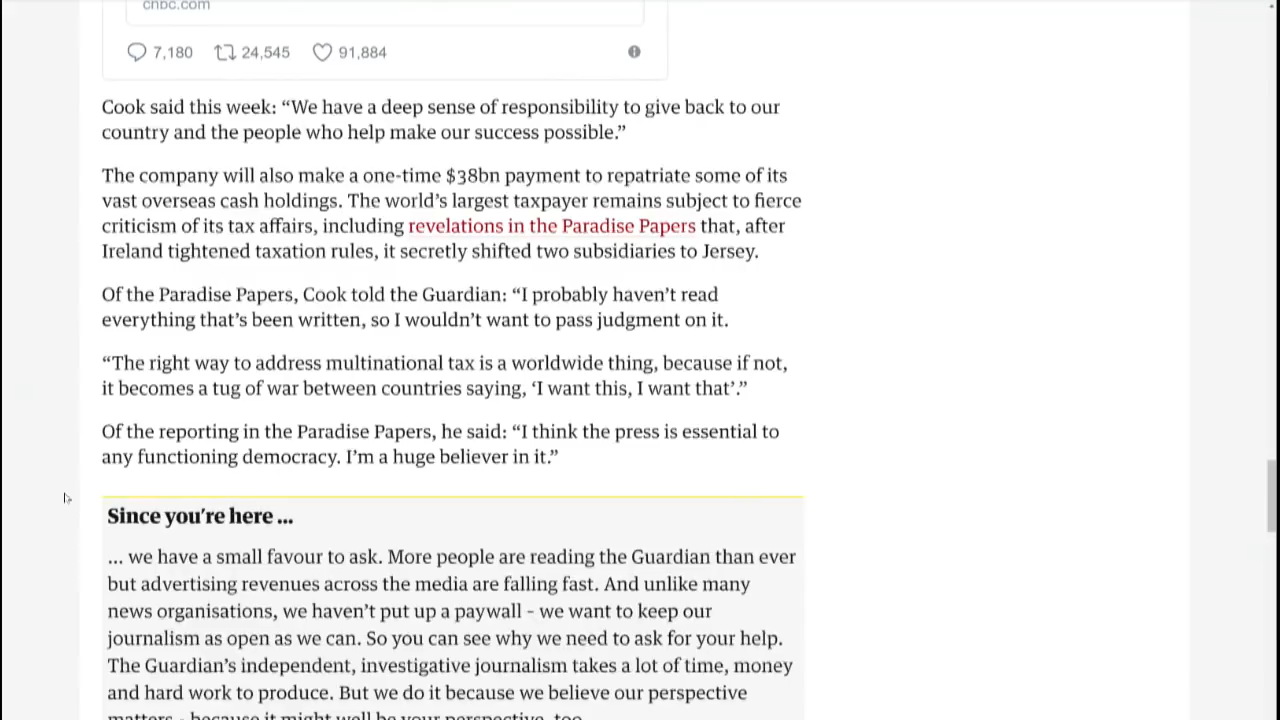 cnbc.com
7,180 24,545 91,884
Cook said this week: “We have a deep sense of responsibility to give back to our
country and the people who help make our success possible.”
The company will also make a one-time $38bn payment to repatriate some of its
vast overseas cash holdings. The world’s largest taxpayer remains subject to fierce
criticism of its tax affairs, including revelations in the Paradise Papers that, after
Ireland tightened taxation rules, it secretly shifted two subsidiaries to Jersey.
Of the Paradise Papers, Cook told the Guardian: “I probably haven’t read
everything that’s been written, so I wouldn’t want to pass judgment on it.
“The right way to address multinational tax is a worldwide thing, because if not,
it becomes a tug of war between countries saying, ‘I want this, I want that’.”
Of the reporting in the Paradise Papers, he said: “I think the press is essential to
any functioning democracy. I’m a huge believer in it.”
Since you’re here ...
... we have a small favour to ask. More people are reading the Guardian than ever
but advertising revenues across the media are falling fast. And unlike many
news organisations, we haven’t put up a paywall - we want to keep our
journalism as open as we can. So you can see why we need to ask for your help.
The Guardian’s independent, investigative journalism takes a lot of time, money
and hard work to produce. But we do it because we believe our perspective
matters - because it might well be your perspective, too.